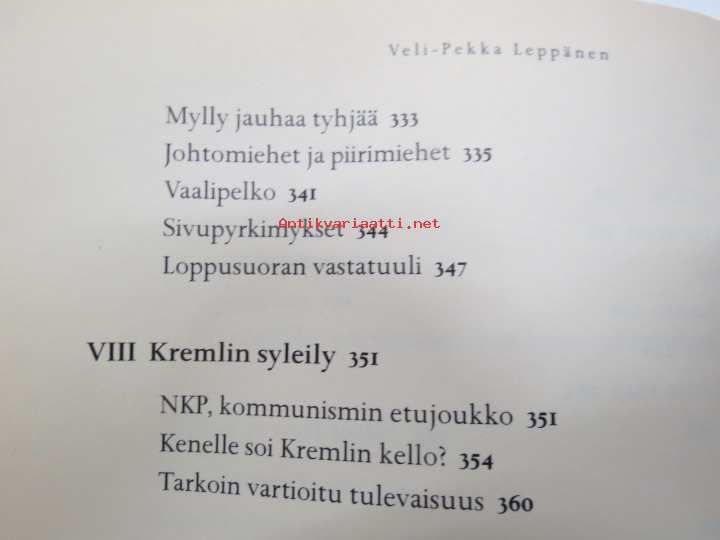 Veli-Pekka Leppänen
Mylly jauhaa tyhjää 333
Johtomiehet ja piirimiehet 335
Vaalipelko 341
Antikvariaatti.net
Sivupyrkimykset 344
Loppusuoran vastatuuli 347
VIII Kremlin syleily 351
NKP, kommunismin etujoukko 351
Kenelle soi Kremlin kello? 354
Tarkoin vartioitu tulevaisuus 360